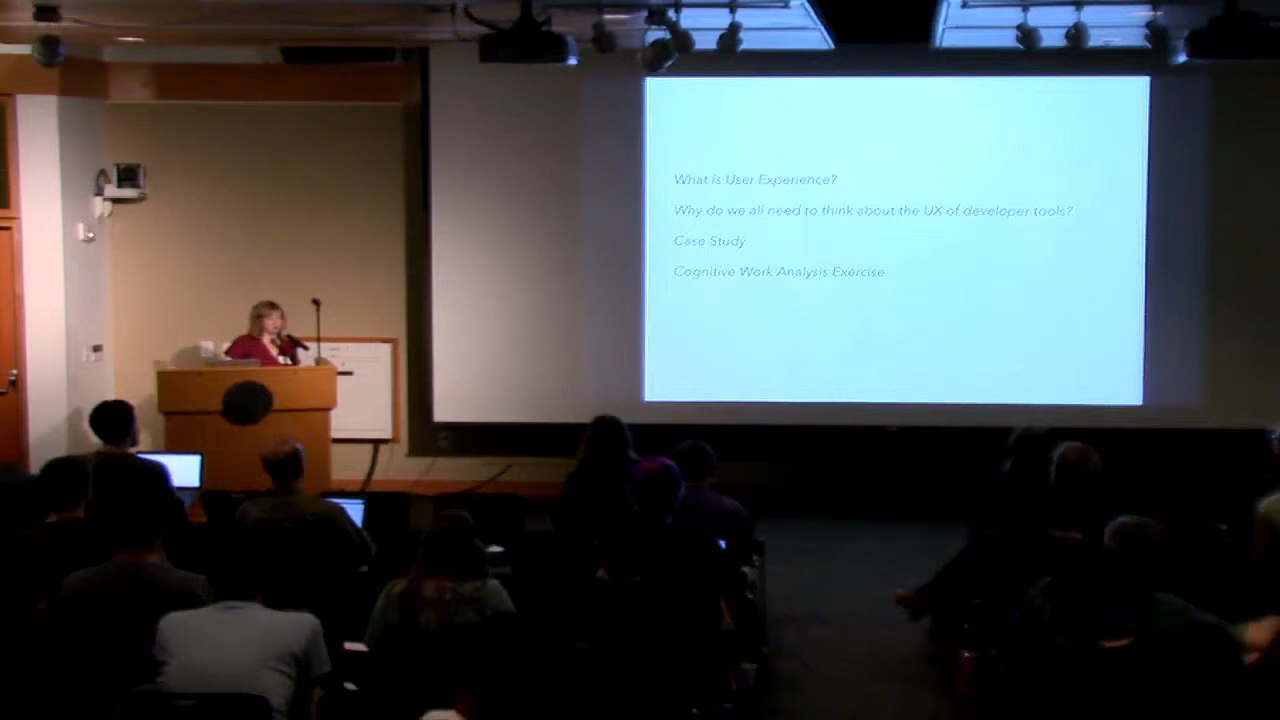 What is User Experience?
Why do we all need to think about the UX of developer tools?
Case Study
Cognitive Work Analysis Exercise